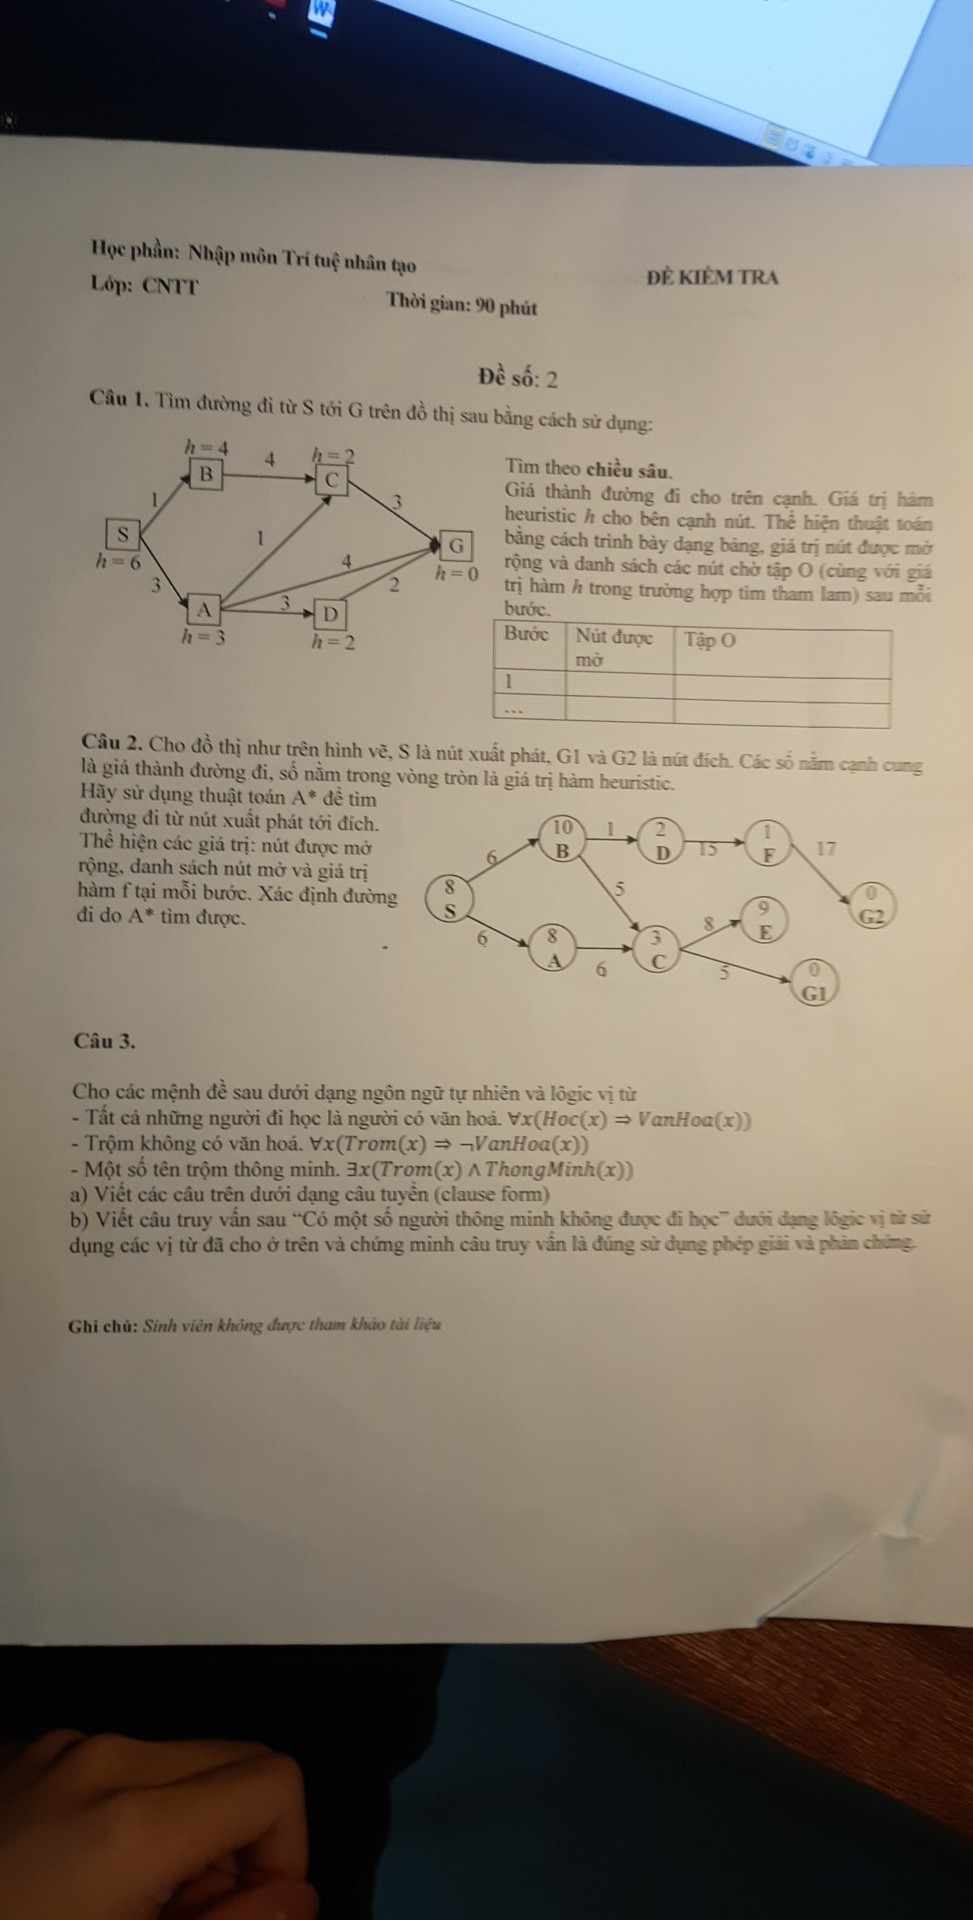 W
Học phần: Nhập môn Trí tuệ nhân tạo
ĐỀ KIỂM TRA
Lớp: CNTT
Thời gian: 90 phút
Đề số: 2
Câu 1. Tìm đường đi từ S tới G trên đồ thị sau bằng cách sử dụng:
h = 4
B
4
h = 2
C
1
3
S
h = 6
1
4
G
h = 0
3
2
A
3
D
h = 3
h = 2
Tìm theo chiều sâu.
Giá thành đường đi cho trên cạnh. Giá trị hàm
heuristic h cho bên cạnh nút. Thể hiện thuật toán
bằng cách trình bày dạng bảng, giá trị nút được mở
rộng và danh sách các nút chờ tập O (cùng với giá
trị hàm h trong trường hợp tìm tham lam) sau mỗi
bước.
Bước
Nút được
mở
Tập O
1
...
Câu 2. Cho đồ thị như trên hình vẽ, S là nút xuất phát, G1 và G2 là nút đích. Các số nằm cạnh cung
là giá thành đường đi, số nằm trong vòng tròn là giá trị hàm heuristic.
Hãy sử dụng thuật toán A* để tìm
đường đi từ nút xuất phát tới đích.
Thể hiện các giá trị: nút được mở
rộng, danh sách nút mở và giá trị
hàm f tại mỗi bước. Xác định đường
đi do A* tìm được.
10
B
1
2
D
15
1
F
17
6
8
S
5
0
G2
6
8
A
6
3
C
8
9
E
5
0
G1
Câu 3.
Cho các mệnh đề sau dưới dạng ngôn ngữ tự nhiên và lôgic vị từ
- Tất cả những người đi học là người có văn hoá. ∀x(Hoc(x) ⇒ VanHoa(x))
- Trộm không có văn hoá. ∀x(Trom(x) ⇒ ¬VanHoa(x))
- Một số tên trộm thông minh. ∃x(Trom(x) ∧ ThongMinh(x))
a) Viết các câu trên dưới dạng câu tuyển (clause form)
b) Viết câu truy vấn sau “Có một số người thông minh không được đi học” dưới dạng lôgic vị từ sử
dụng các vị từ đã cho ở trên và chứng minh câu truy vấn là đúng sử dụng phép giải và phản chứng.
Ghi chú: Sinh viên không được tham khảo tài liệu